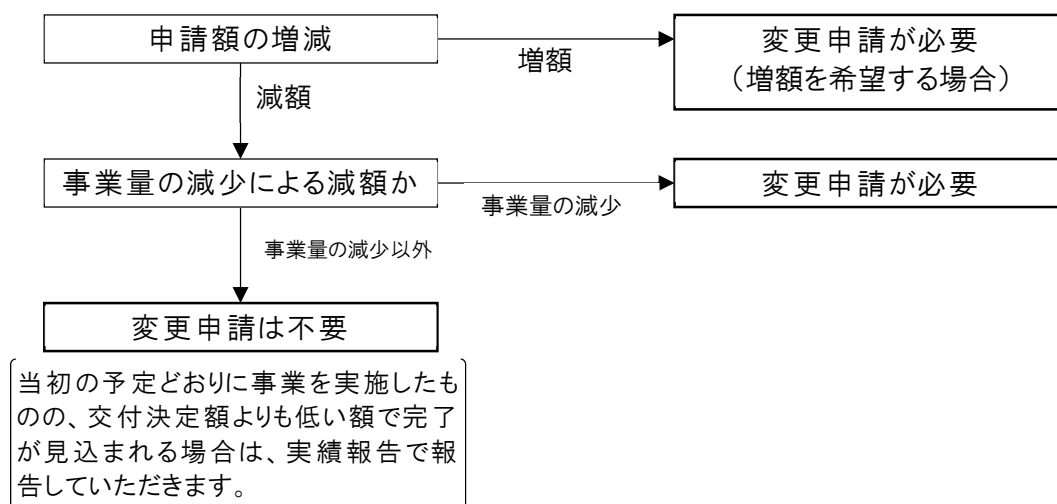 申請額の増減
増額
変更申請が必要
（増額を希望する場合）
減額
事業量の減少による減額か
事業量の減少
変更申請が必要
事業量の減少以外
変更申請は不要
当初の予定どおりに事業を実施したも
のの、交付決定額よりも低い額で完了
が見込まれる場合は、実績報告で報
告していただきます。